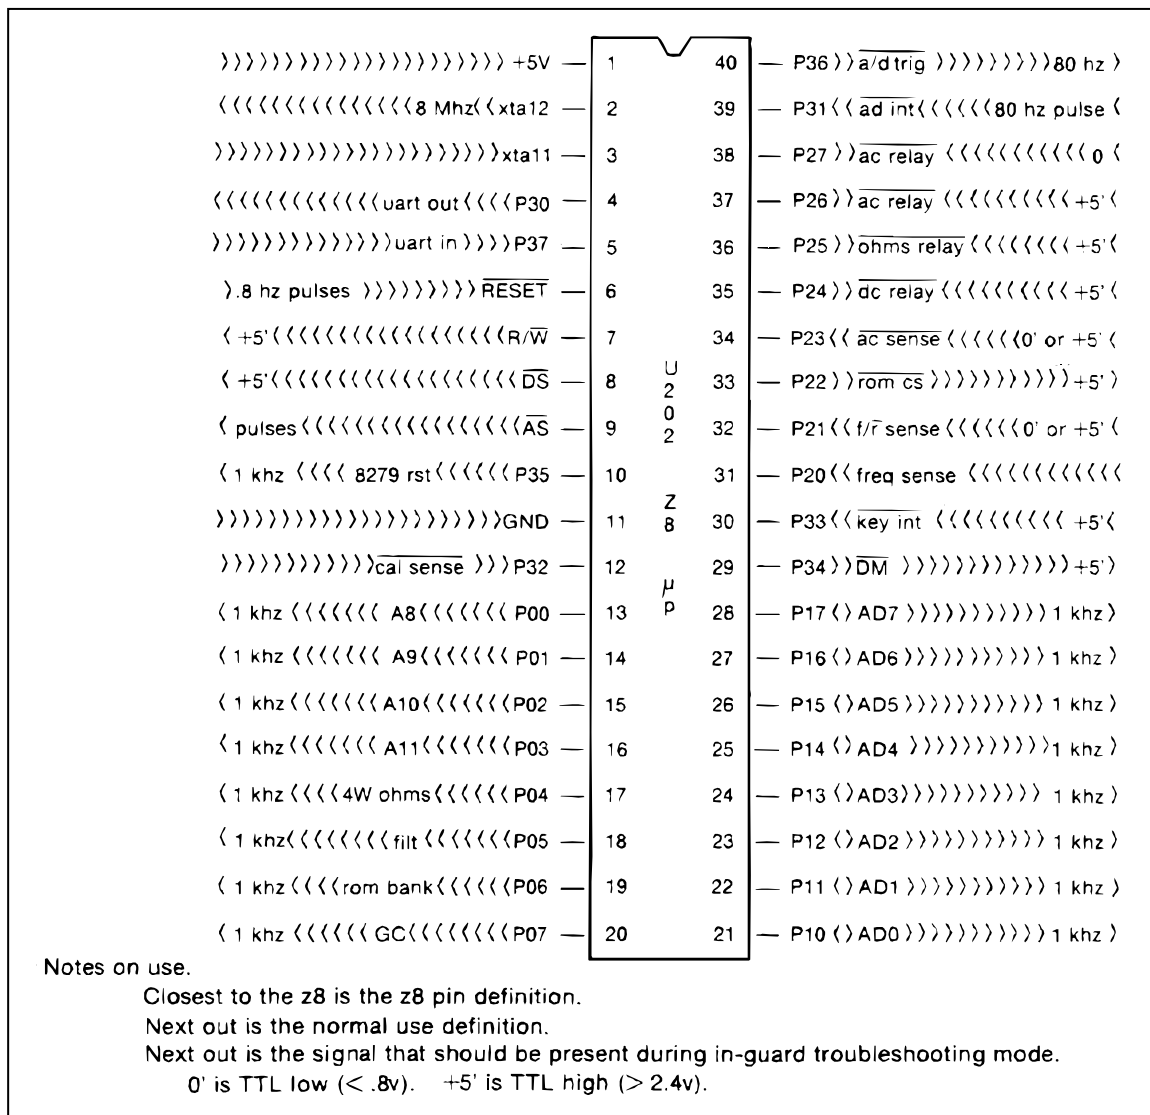 >>>>>>>>>>>>>>>>>>>>>> +5V — 1 40 — P36>> a/d trig >>>>>>>>>80 hz >
<<<<<<<<<<<<<<<8 Mhz<<xta12 — 2 39 — P31<< ad int<<<<<<80 hz pulse <
>>>>>>>>>>>>>>>>>>>>>>xta11 — 3 38 — P27>>ac relay <<<<<<<<<<< 0 <
<<<<<<<<<<<<<uart out<<<<P30 — 4 37 — P26>>ac relay <<<<<<<<<< +5'<
>>>>>>>>>>>>>>uart in>>>>P37 — 5 36 — P25>>ohms relay<<<<<<<< +5'<
>.8 hz pulses >>>>>>>>>RESET — 6 35 — P24>>dc relay<<<<<<<<<< +5'<
< +5'<<<<<<<<<<<<<<<<<<R/W — 7 34 — P23<< ac sense<<<<<<0' or +5'<
< +5'<<<<<<<<<<<<<<<<<<<DS — 8 33 — P22>>rom cs>>>>>>>>>>>+5'>
< pulses<<<<<<<<<<<<<<<<<AS — 9 32 — P21<<f/r sense<<<<<<0' or +5'<
<1 khz <<<< 8279 rst<<<<<<P35 — 10 31 — P20<<freq sense <<<<<<<<<<<<
>>>>>>>>>>>>>>>>>>>>>>GND — 11 30 — P33<<key int <<<<<<<<<< +5'<
>>>>>>>>>>>>cal sense >>>P32 — 12 29 — P34>>DM >>>>>>>>>>>>>+5'>
<1 khz <<<<<<< A8<<<<<<< P00 — 13 28 — P17<>AD7>>>>>>>>>>>1 khz>
<1 khz <<<<<<< A9<<<<<<< P01 — 14 27 — P16<>AD6>>>>>>>>>>>1 khz>
<1 khz<<<<<<<A10<<<<<<<P02 — 15 26 — P15<>AD5>>>>>>>>>>> 1 khz>
<1 khz<<<<<<< A11<<<<<<<P03 — 16 25 — P14<>AD4 >>>>>>>>>>>1 khz>
<1 khz<<<<4W ohms<<<<<<P04 — 17 24 — P13 <>AD3>>>>>>>>>>> 1 khz>
<1 khz<<<<<<<<filt<<<<<<<P05 — 18 23 — P12 <>AD2>>>>>>>>>>> 1 khz>
<1 khz<<<<rom bank<<<<<<P06 — 19 22 — P11 <>AD1>>>>>>>>>>> 1 khz >
<1 khz <<<<<< GC<<<<<<<<P07 — 20 21 — P10 <>AD0>>>>>>>>>>>1 khz>
U202 Z8 µp
Notes on use.
Closest to the z8 is the z8 pin definition.
Next out is the normal use definition.
Next out is the signal that should be present during in-guard troubleshooting mode.
0' is TTL low (< .8v). +5' is TTL high (> 2.4v).